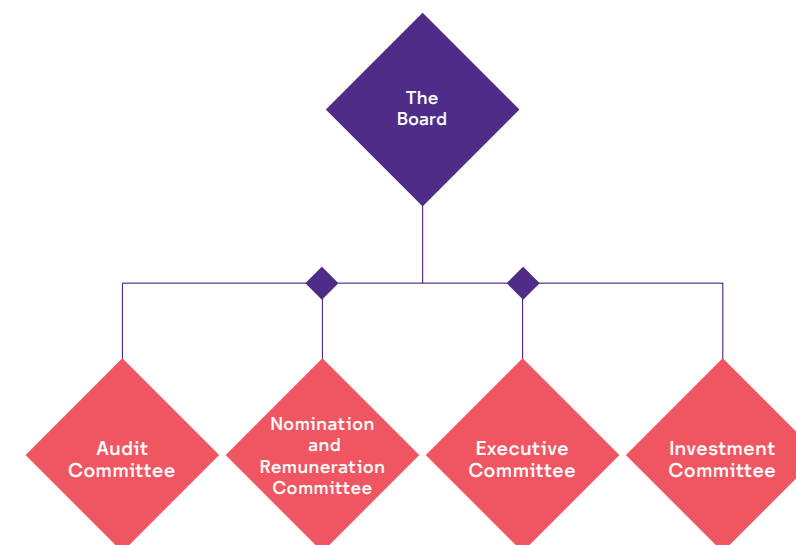 The
Board
Audit
Committee
Nomination
and
Remuneration
Committee
Executive
Committee
Investment
Committee